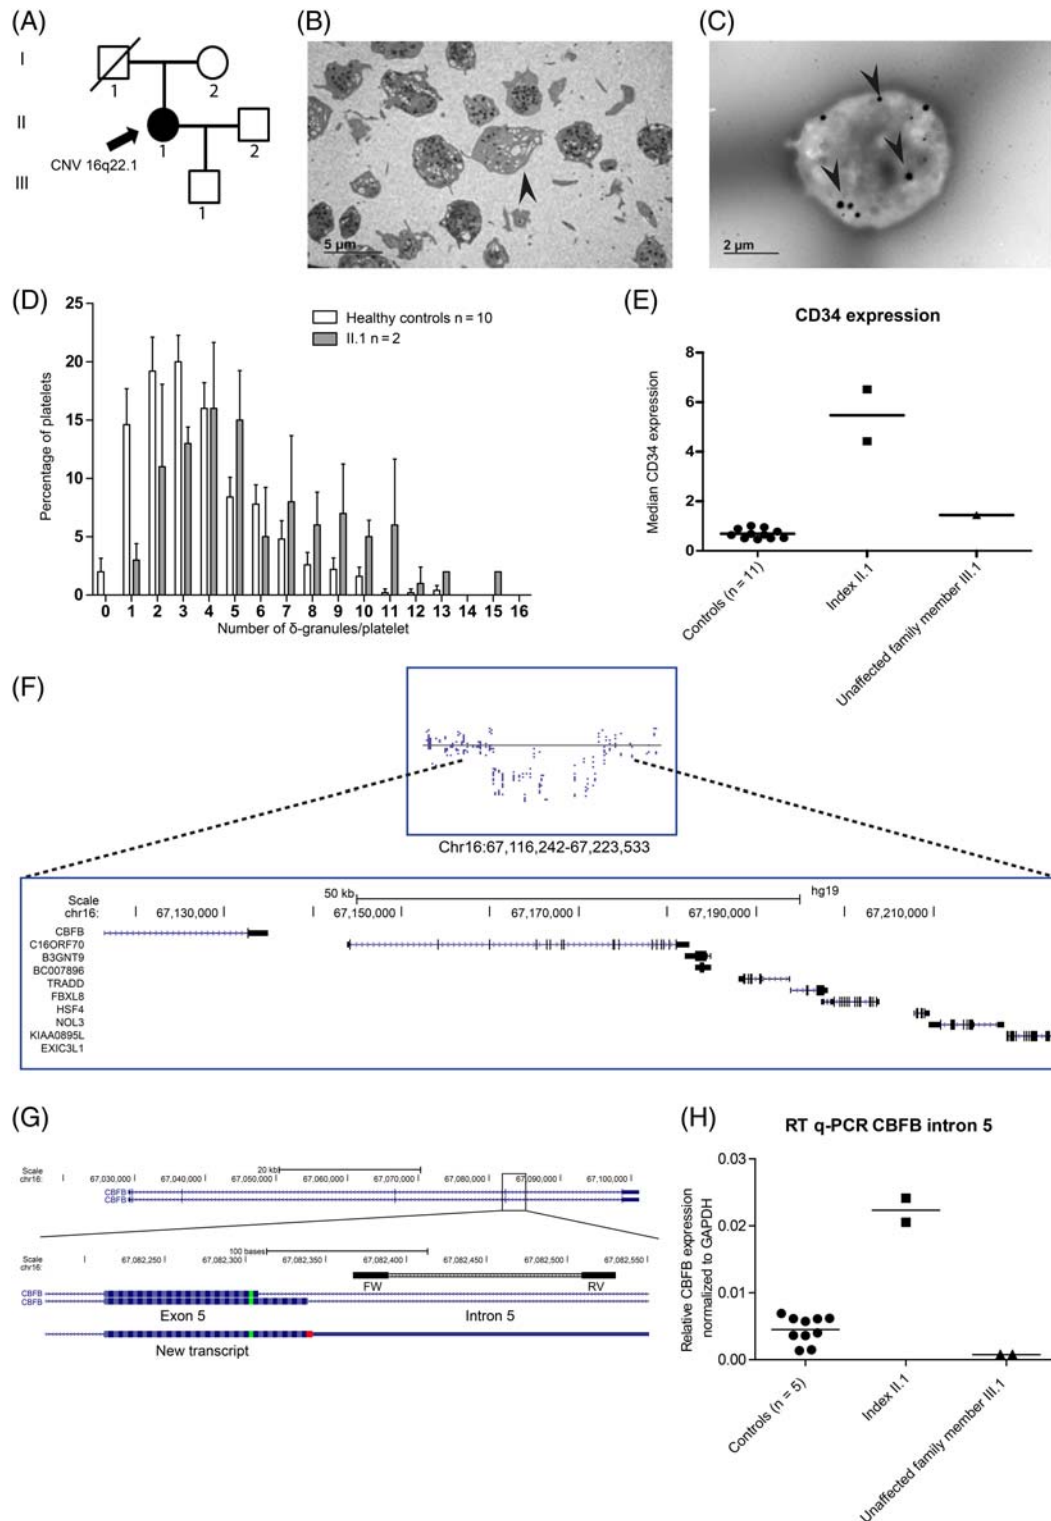 (A)
I
1
2
II
1
2
CNV 16q22.1
III
1
(B)
5 µm
(C)
2 µm
(D)
25
20
15
10
5
0
Percentage of platelets
Healthy controls n = 10
II.1 n = 2
0 1 2 3 4 5 6 7 8 9 10 11 12 13 14 15 16
Number of δ-granules/platelet
(E)
CD34 expression
8
6
4
2
0
Median CD34 expression
Controls (n = 11)
Index II.1
Unaffected family member III.1
(F)
Chr16:67,116,242-67,223,533
Scale
50 kb
hg19
chr16:
67,130,000
67,150,000
67,170,000
67,190,000
67,210,000
CBFB
C16ORF70
B3GNT9
BC007896
TRADD
FBXL8
HSF4
NOL3
KIAA0895L
EXIC3L1
(G)
Scale
20 kb
chr16:
67,030,000
67,040,000
67,050,000
67,060,000
67,070,000
67,080,000
67,090,000
67,100,000
CBFB
CBFB
Scale
100 bases
chr16:
67,082,250
67,082,300
67,082,350
67,082,400
67,082,450
67,082,500
67,082,550
FW
RV
CBFB
CBFB
Exon 5
Intron 5
New transcript
(H)
RT q-PCR CBFB intron 5
0.03
0.02
0.01
0.00
Relative CBFB expression
normalized to GAPDH
Controls (n = 5)
Index II.1
Unaffected family member III.1